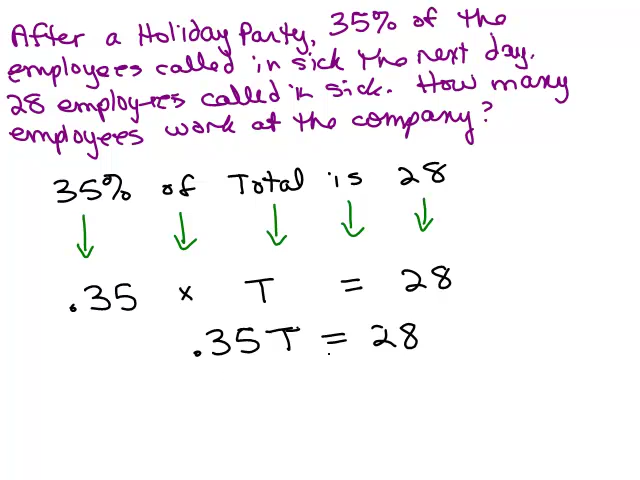 After a Holiday Party, 35% of the
employees called in sick the next day.
28 employees called in sick. How many
employees work at the company?
35% of Total is 28
.35 x T = 28
.35T = 28